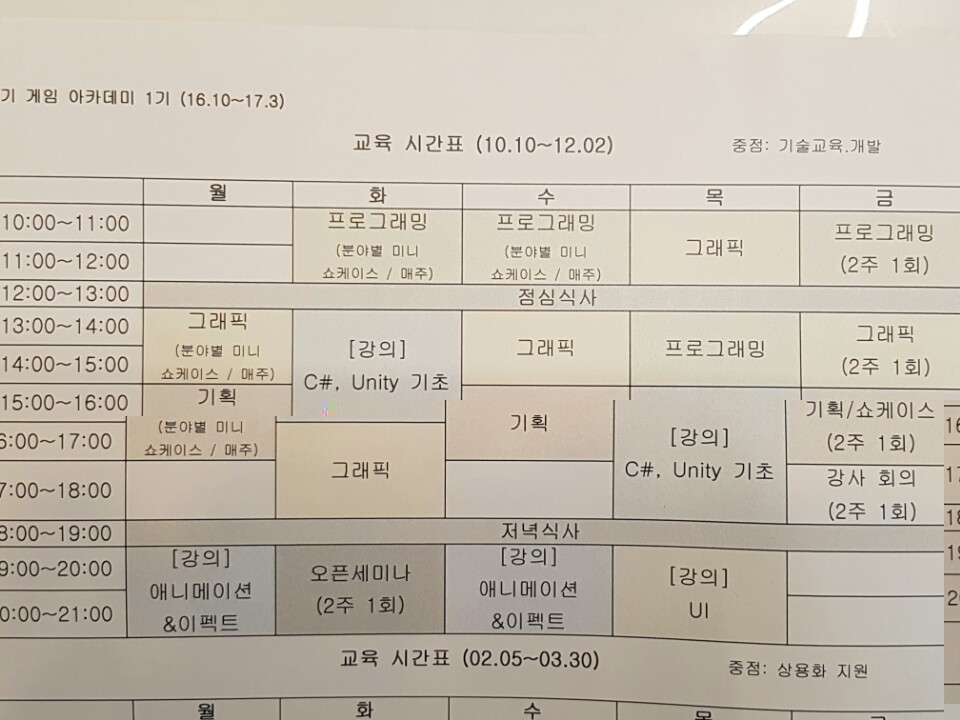 기 게임 아카데미 1기 (16.10~17.3)
교육 시간표 (10.10~12.02)
중점: 기술교육.개발
월 화 수 목 금
10:00~11:00
11:00~12:00
프로그래밍
(분야별 미니
쇼케이스 / 매주)
프로그래밍
(분야별 미니
쇼케이스 / 매주)
그래픽
프로그래밍
(2주 1회)
12:00~13:00 점심식사
13:00~14:00
14:00~15:00
15:00~16:00
그래픽
(분야별 미니
쇼케이스 / 매주)
[강의]
C#, Unity 기초
그래픽
프로그래밍
그래픽
(2주 1회)
6:00~17:00
7:00~18:00
기획
(분야별 미니
쇼케이스 / 매주)
그래픽
기획
[강의]
C#, Unity 기초
기획/쇼케이스
(2주 1회)
강사 회의
(2주 1회)
16
17
18
19
20
8:00~19:00 저녁식사
9:00~20:00
0:00~21:00
[강의]
애니메이션
&이펙트
오픈세미나
(2주 1회)
[강의]
애니메이션
&이펙트
[강의]
UI
교육 시간표 (02.05~03.30)
중점: 상용화 지원
월 화 수 목 금